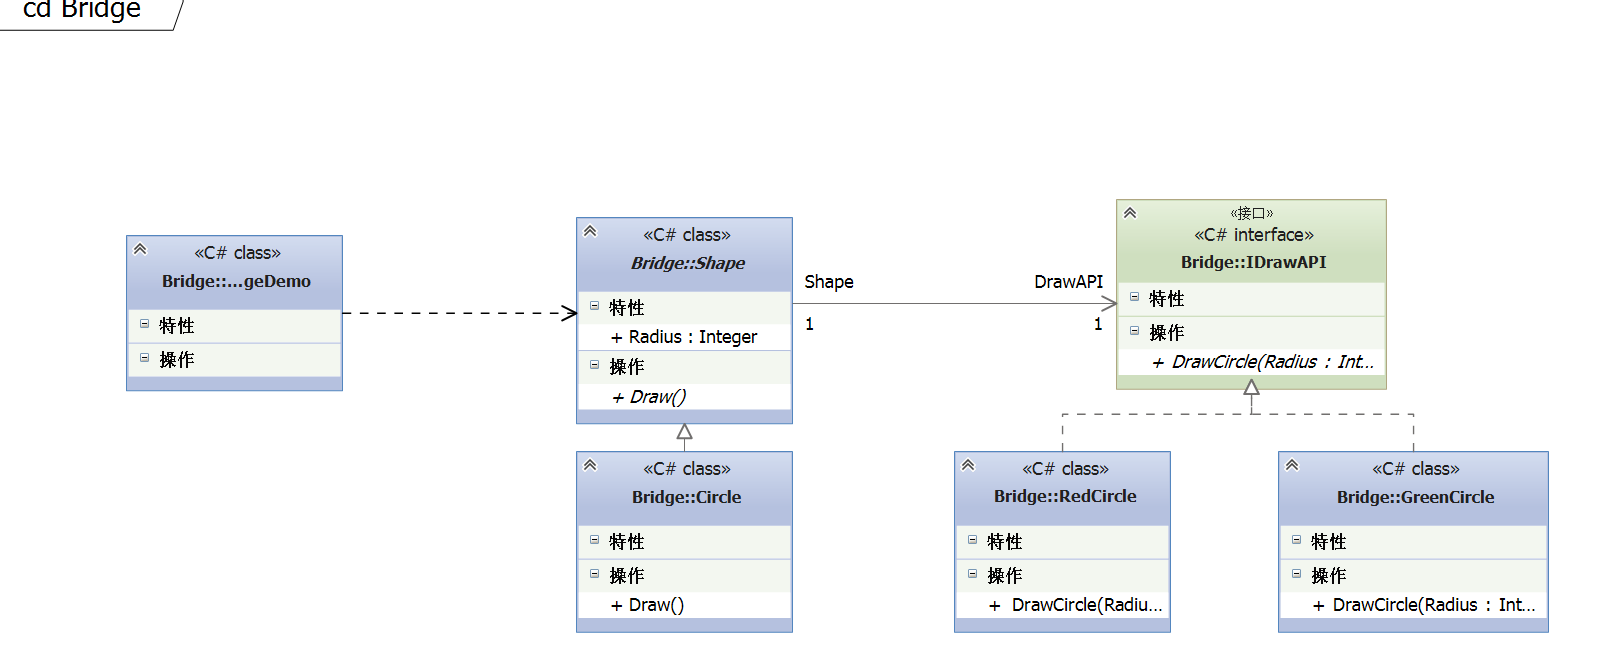 cd Bridge
«C# class»
Bridge::...geDemo
特性
操作
«C# class»
Bridge::Shape
特性
+ Radius : Integer
操作
+ Draw()
Shape
1
DrawAPI
1
«接口»
«C# interface»
Bridge::IDrawAPI
特性
操作
+ DrawCircle(Radius : Int...
«C# class»
Bridge::Circle
特性
操作
+ Draw()
«C# class»
Bridge::RedCircle
特性
操作
+ DrawCircle(Radiu...
«C# class»
Bridge::GreenCircle
特性
操作
+ DrawCircle(Radius : Int...